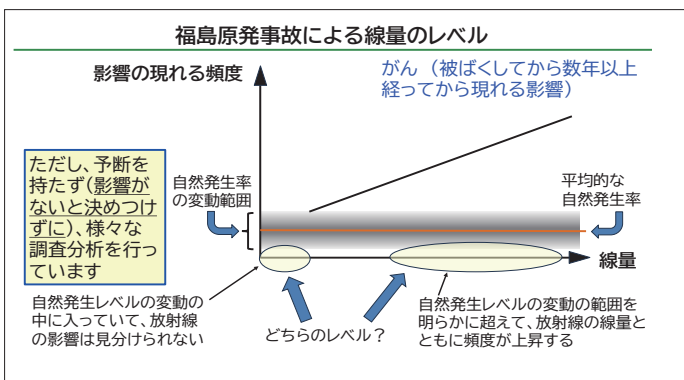 福島原発事故による線量のレベル
影響の現れる頻度
がん（被ばくしてから数年以上
経ってから現れる影響）
ただし、予断を
持たず(影響が
ないと決めつけ
ずに)、様々な
調査分析を行っ
ています
自然発生率
の変動範囲
平均的な
自然発生率
線量
自然発生レベルの変動の
中に入っていて、放射線
の影響は見分けられない
どちらのレベル？
自然発生レベルの変動の範囲を
明らかに超えて、放射線の線量と
ともに頻度が上昇する